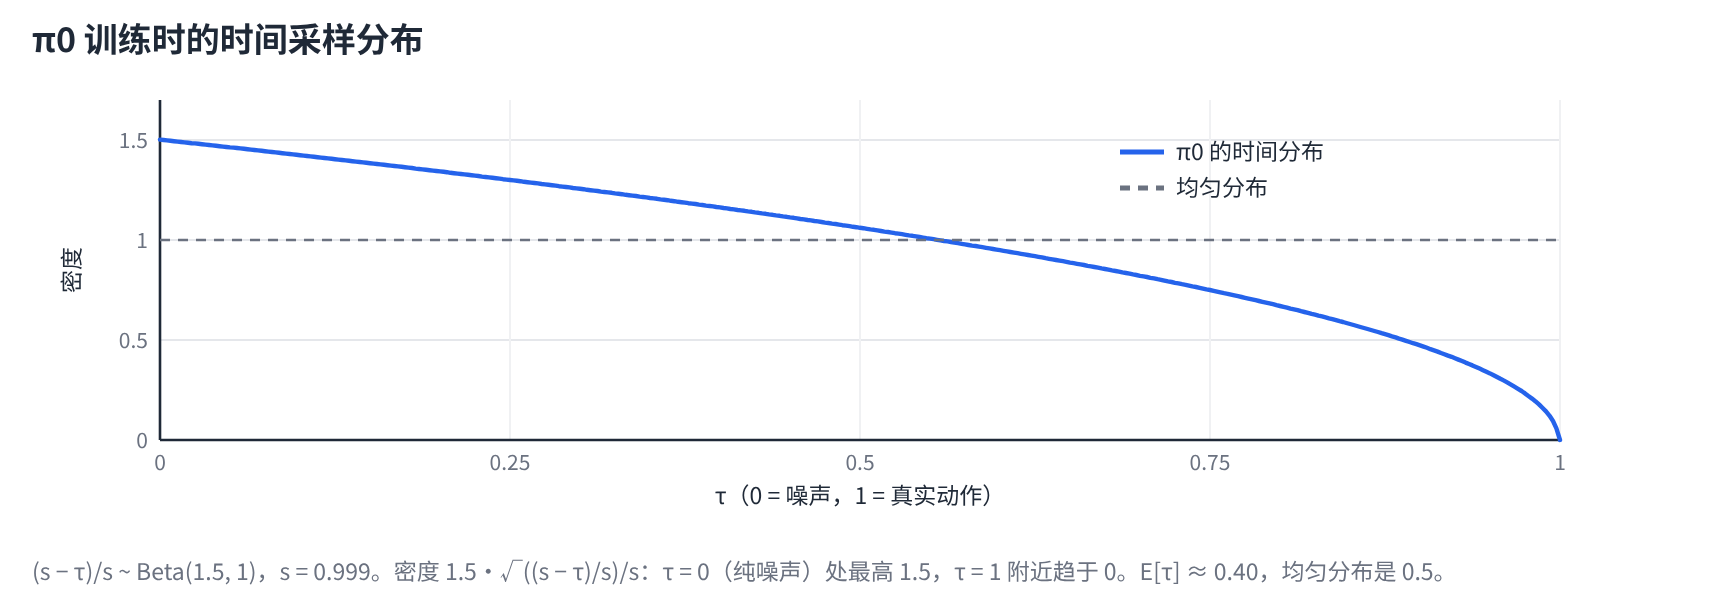 π0 训练时的时间采样分布
1.5
π0 的时间分布
均匀分布
1
密度
0.5
0
0 0.25 0.5 0.75 1
τ（0 = 噪声，1 = 真实动作）
(s − τ)/s ~ Beta(1.5, 1)，s = 0.999。密度 1.5 · √((s − τ)/s)/s：τ = 0（纯噪声）处最高 1.5，τ = 1 附近趋于 0。E[τ] ≈ 0.40，均匀分布是 0.5。